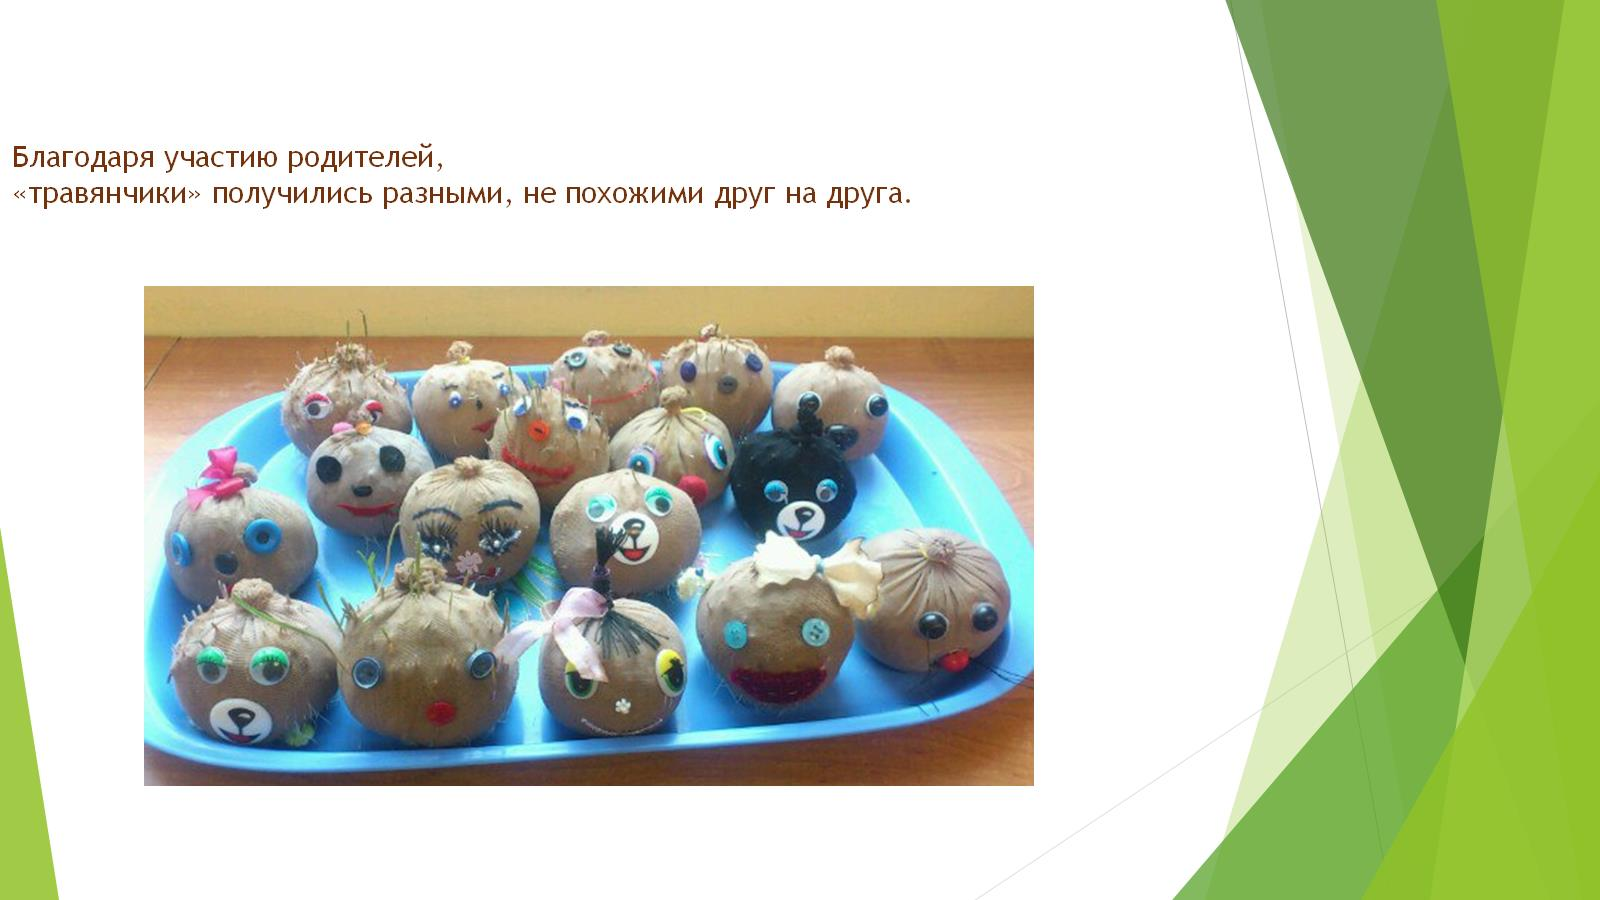 Благодаря участию родителей,
«травянчики» получились разными, не похожими друг на друга.